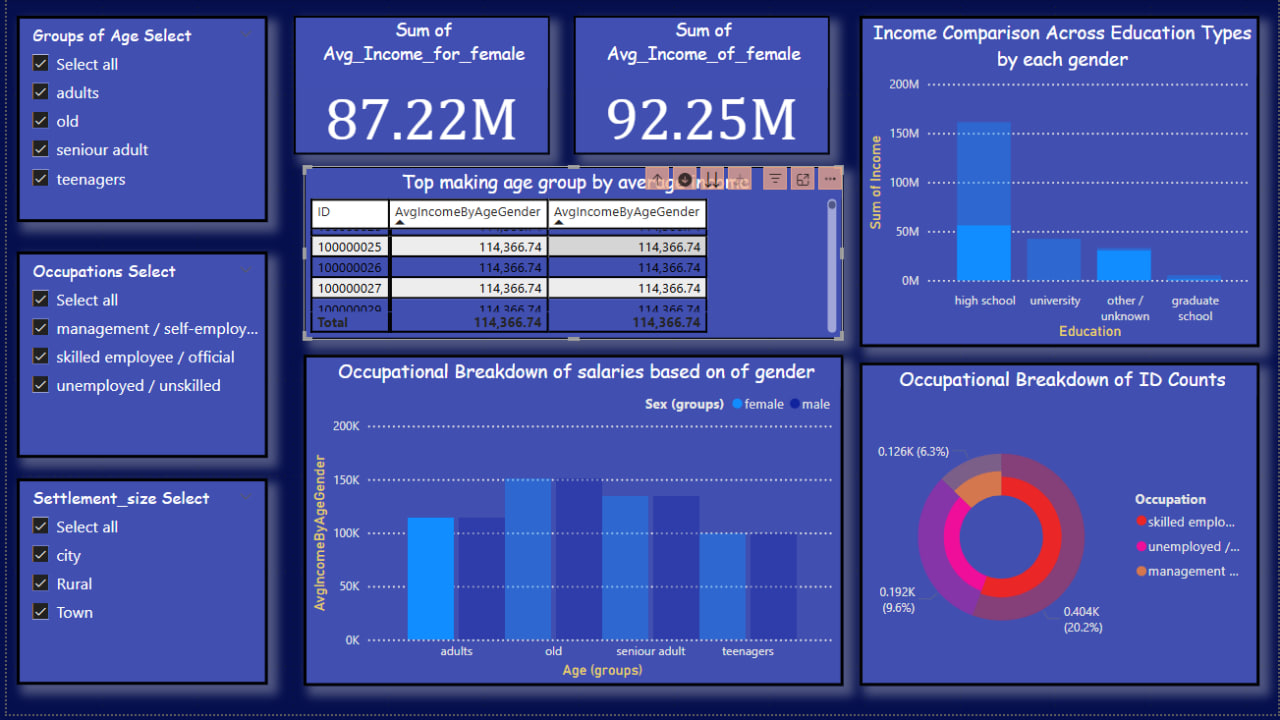 Groups of Age Select
Select all
adults
old
seniour adult
teenagers
Occupations Select
Select all
management / self-employ...
skilled employee / official
unemployed / unskilled
Settlement_size Select
Select all
city
Rural
Town
Sum of
Avg_Income_for_female
87.22M
Sum of
Avg_Income_of_female
92.25M
Top making age group by average income
ID AvgIncomeByAgeGender AvgIncomeByAgeGender
100000025 114,366.74 114,366.74
100000026 114,366.74 114,366.74
100000027 114,366.74 114,366.74
100000029 114,366.74 114,366.74
Total 114,366.74 114,366.74
Occupational Breakdown of salaries based on of gender
Sex (groups) female male
AvgIncomeByAgeGender
200K
150K
100K
50K
0K
adults old seniour adult teenagers
Age (groups)
Income Comparison Across Education Types
by each gender
Sum of Income
200M
150M
100M
50M
0M
high school university other / unknown graduate school
Education
Occupational Breakdown of ID Counts
0.126K (6.3%)
0.192K
(9.6%)
0.404K
(20.2%)
Occupation
skilled emplo...
unemployed /...
management ...